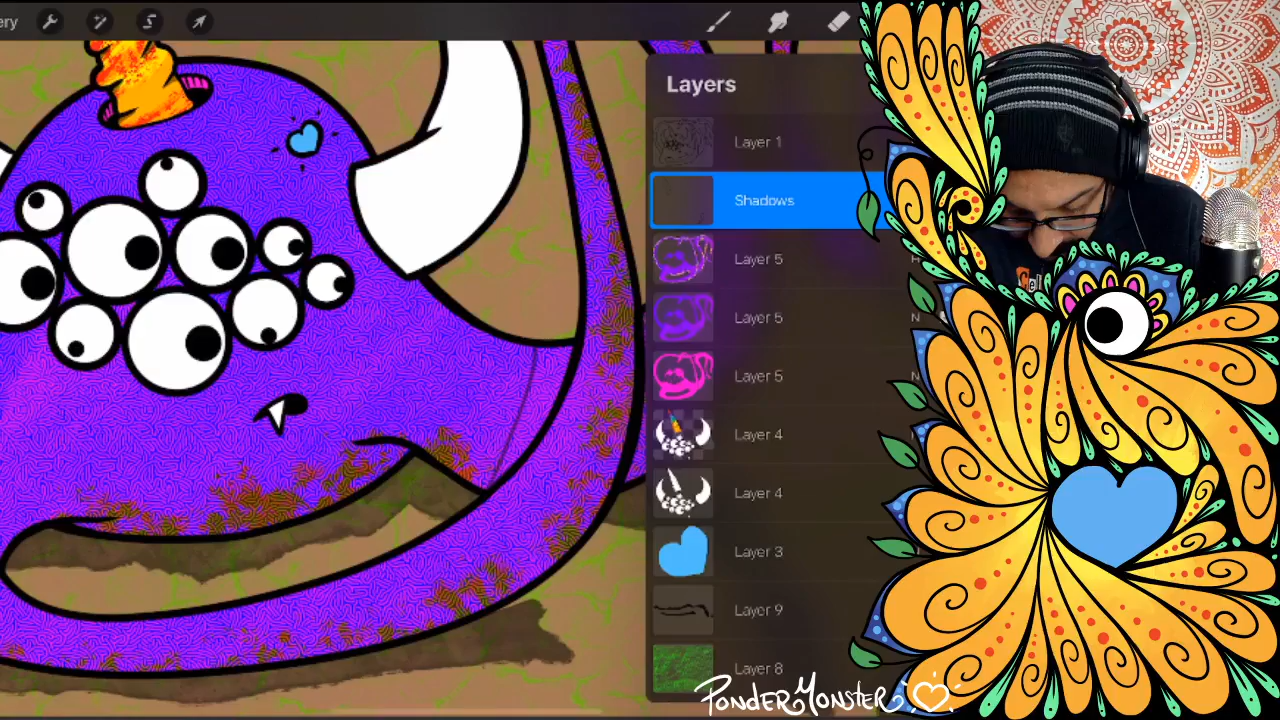 ery
Layers
Layer 1
Shadows
Layer 5
H
Layer 5
N
Layer 5
N
Layer 4
Layer 4
Layer 3
Layer 9
Layer 8
PonderMonster